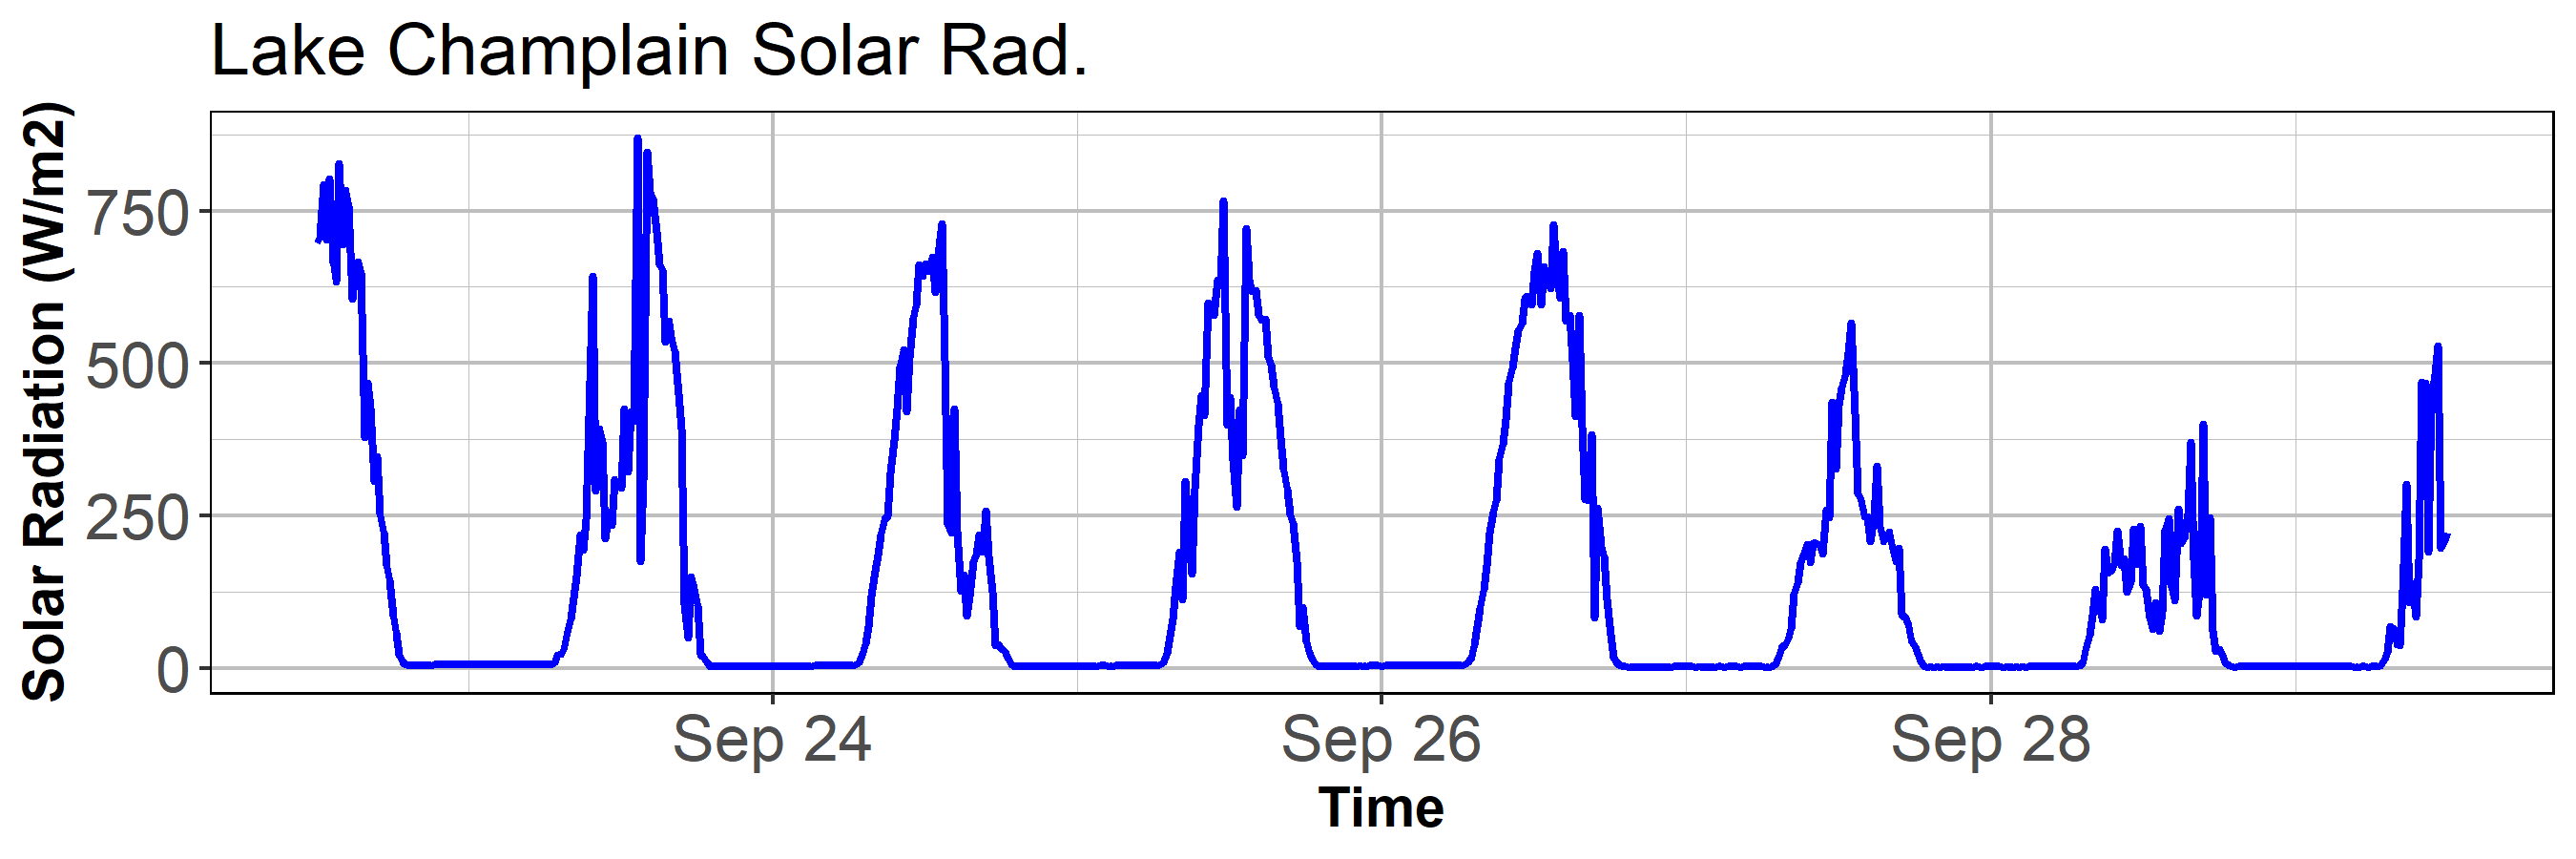 Lake Champlain Solar Rad.
Solar Radiation (W/m2)
750
500
250
0
Sep 24 Sep 26 Sep 28
Time